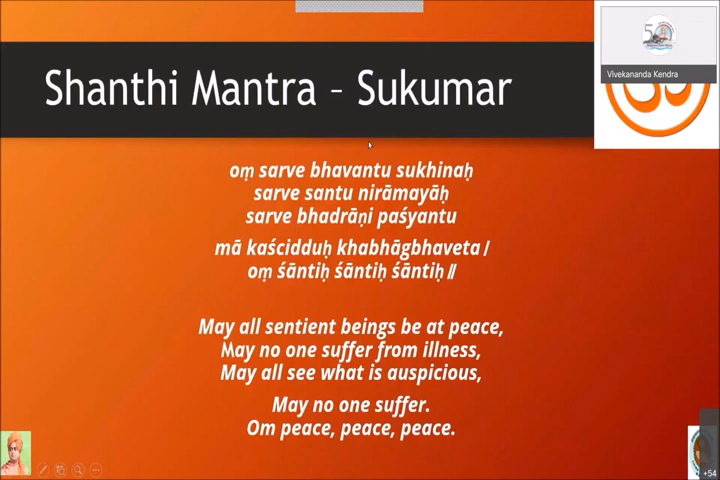 Shanthi Mantra – Sukumar
Vivekananda Kendra
oṃ sarve bhavantu sukhinaḥ
sarve santu nirāmayāḥ
sarve bhadrāṇi paśyantu
mā kaścidduḥ khabhāgbhaveta /
oṃ śāntiḥ śāntiḥ śāntiḥ //
May all sentient beings be at peace,
May no one suffer from illness,
May all see what is auspicious,
May no one suffer.
Om peace, peace, peace.
+54